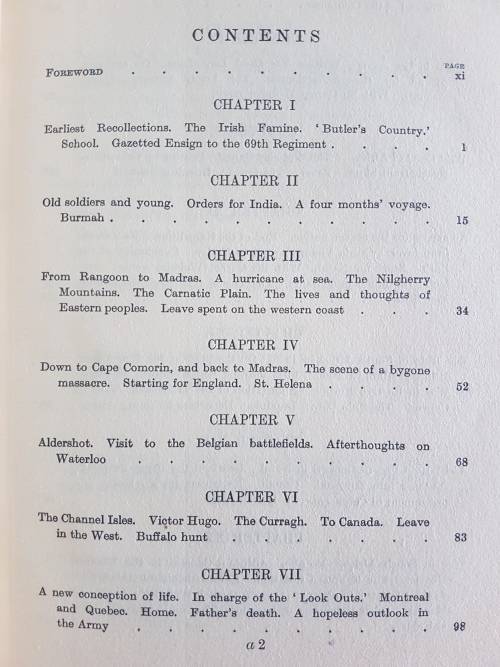 CONTENTS
PAGE
FOREWORD . . . . . . . . . . xi
CHAPTER I
Earliest Recollections. The Irish Famine. ‘Butler’s Country.’
School. Gazetted Ensign to the 69th Regiment . . . . 1
CHAPTER II
Old soldiers and young. Orders for India. A four months’ voyage.
Burmah . . . . . . . . . . . 15
CHAPTER III
From Rangoon to Madras. A hurricane at sea. The Nilgherry
Mountains. The Carnatic Plain. The lives and thoughts of
Eastern peoples. Leave spent on the western coast . . . 34
CHAPTER IV
Down to Cape Comorin, and back to Madras. The scene of a bygone
massacre. Starting for England. St. Helena . . . . 52
CHAPTER V
Aldershot. Visit to the Belgian battlefields. Afterthoughts on
Waterloo . . . . . . . . . . 68
CHAPTER VI
The Channel Isles. Victor Hugo. The Curragh. To Canada. Leave
in the West. Buffalo hunt . . . . . . . 83
CHAPTER VII
A new conception of life. In charge of the ‘Look Outs.’ Montreal
and Quebec. Home. Father’s death. A hopeless outlook in
the Army . . . . . . . . . . 98
a 2